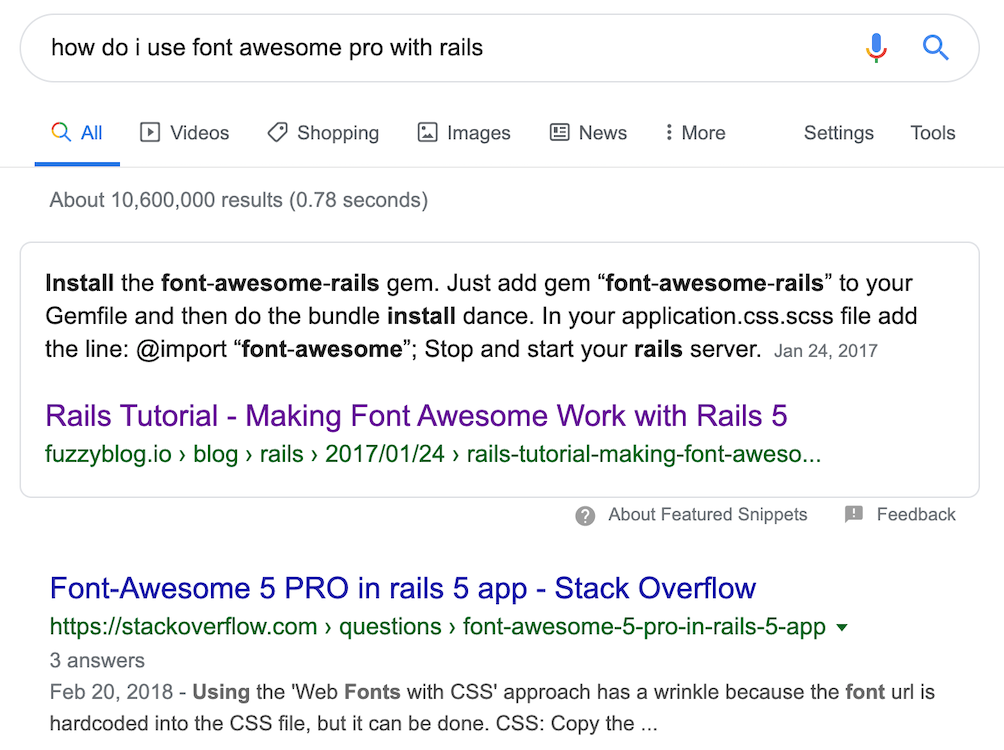 how do i use font awesome pro with rails
All Videos Shopping Images News More Settings Tools
About 10,600,000 results (0.78 seconds)
Install the font-awesome-rails gem. Just add gem “font-awesome-rails” to your
Gemfile and then do the bundle install dance. In your application.css.scss file add
the line: @import “font-awesome”; Stop and start your rails server. Jan 24, 2017
Rails Tutorial - Making Font Awesome Work with Rails 5
fuzzyblog.io › blog › rails › 2017/01/24 › rails-tutorial-making-font-aweso...
About Featured Snippets Feedback
Font-Awesome 5 PRO in rails 5 app - Stack Overflow
https://stackoverflow.com › questions › font-awesome-5-pro-in-rails-5-app
3 answers
Feb 20, 2018 - Using the 'Web Fonts with CSS' approach has a wrinkle because the font url is
hardcoded into the CSS file, but it can be done. CSS: Copy the ...